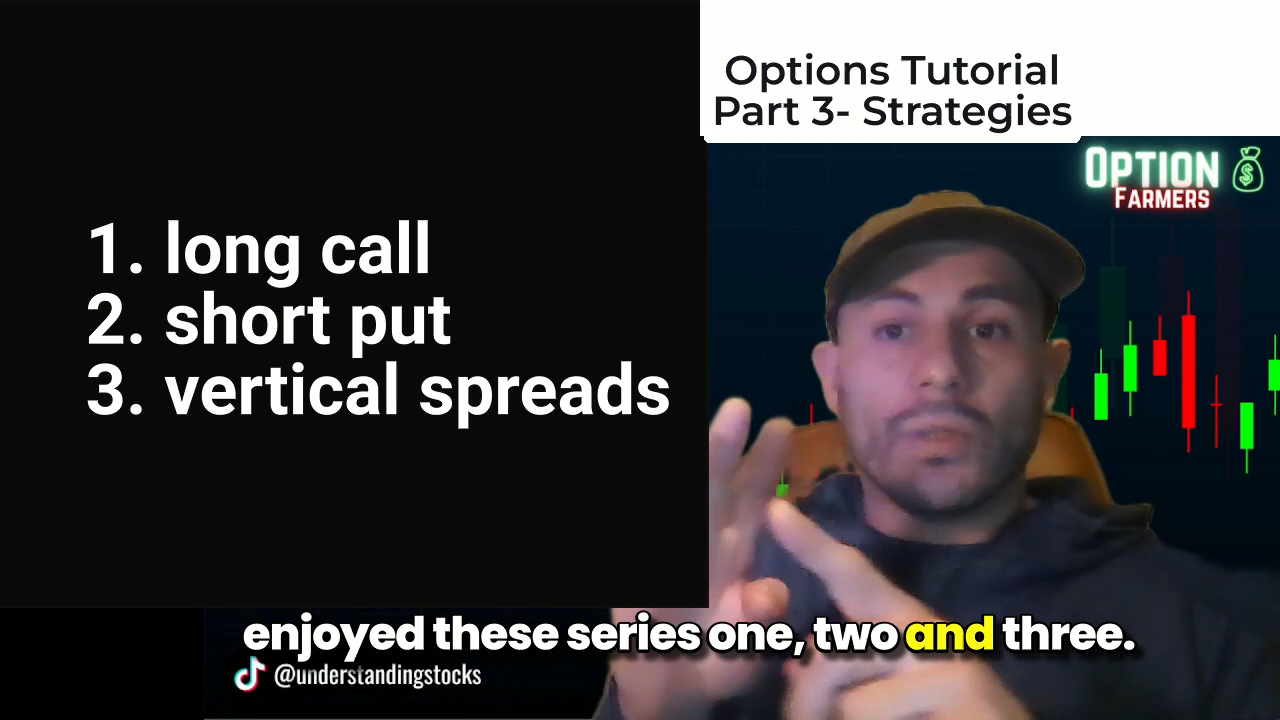 Options Tutorial
Part 3- Strategies
OPTION
FARMERS
1. long call
2. short put
3. vertical spreads
enjoyed these series one, two and three.
@understandingstocks